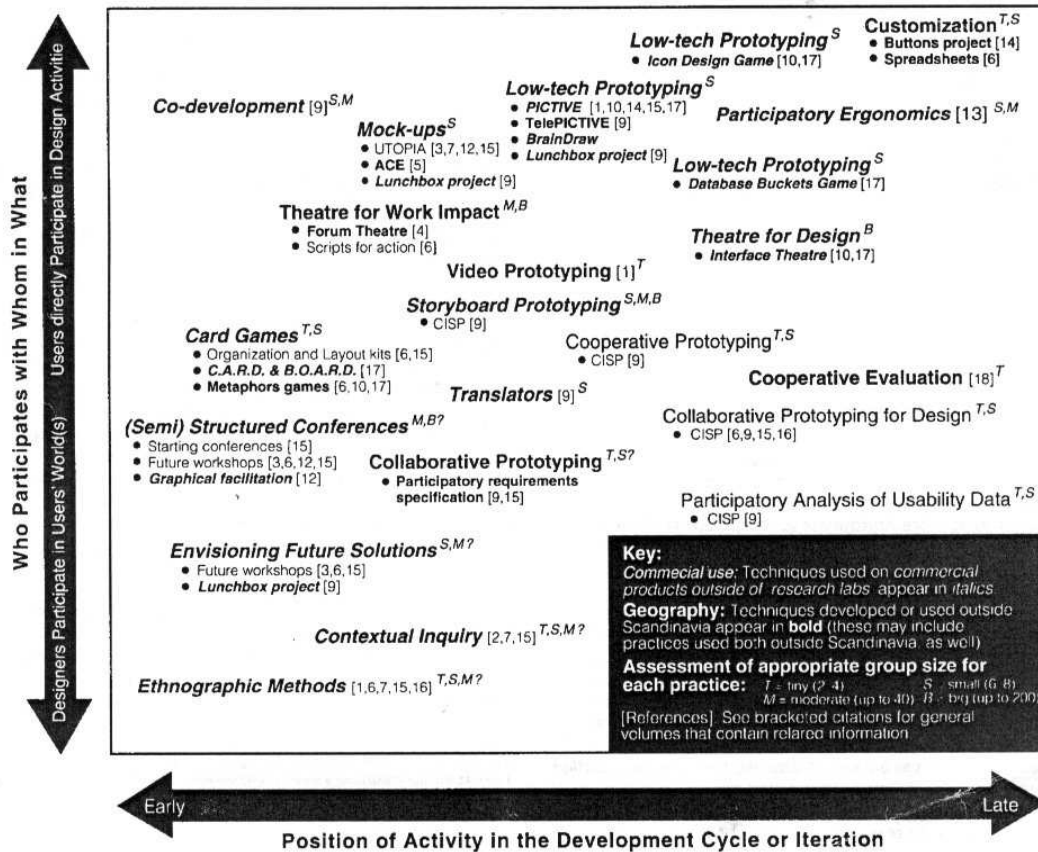 Who Participates with Whom in What
Users directly Participate in Design Activitie
Designers Participate in Users' World(s)
Customization T,S
• Buttons project [14]
• Spreadsheets [6]
Low-tech Prototyping S
• Icon Design Game [10,17]
Co-development [9] S,M
Low-tech Prototyping S
• PICTIVE [1,10,14,15,17]
• TelePICTIVE [9]
• BrainDraw
• Lunchbox project [9]
Participatory Ergonomics [13] S,M
Mock-ups S
• UTOPIA [3,7,12,15]
• ACE [5]
• Lunchbox project [9]
Low-tech Prototyping S
• Database Buckets Game [17]
Theatre for Work Impact M,B
• Forum Theatre [4]
• Scripts for action [6]
Theatre for Design B
• Interface Theatre [10,17]
Video Prototyping [1] T
Storyboard Prototyping S,M,B
• CISP [9]
Card Games T,S
• Organization and Layout kits [6,15]
• C.A.R.D. & B.O.A.R.D. [17]
• Metaphors games [6,10,17]
Cooperative Prototyping T,S
• CISP [9]
Translators [9] S
Cooperative Evaluation [18] T
Collaborative Prototyping for Design T,S
• CISP [6,9,15,16]
(Semi) Structured Conferences M,B?
• Starting conferences [15]
• Future workshops [3,6,12,15]
• Graphical facilitation [12]
Collaborative Prototyping T,S?
• Participatory requirements
specification [9,15]
Participatory Analysis of Usability Data T,S
• CISP [9]
Envisioning Future Solutions S,M?
• Future workshops [3,6,15]
• Lunchbox project [9]
Contextual Inquiry [2,7,15] T,S,M?
Ethnographic Methods [1,6,7,15,16] T,S,M?
Key:
Commecial use: Techniques used on commercial
products outside of research labs appear in italics
Geography: Techniques developed or used outside
Scandinavia appear in bold (these may include
practices used both outside Scandinavia, as well)
Assessment of appropriate group size for
each practice: T = tiny (2-4) S = small (6-8)
M = moderate (up to 40) B = big (up to 200)
[References] See bracketed citations for general
volumes that contain related information
Early
Late
Position of Activity in the Development Cycle or Iteration